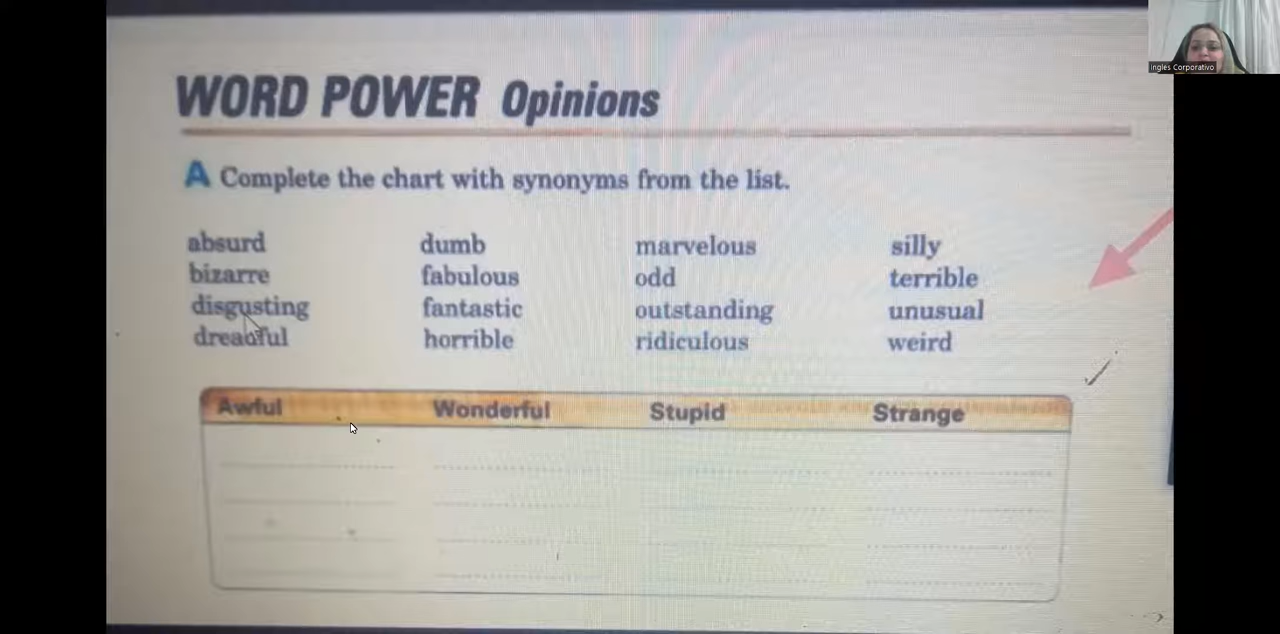 Inglés Corporativo
WORD POWER Opinions
A Complete the chart with synonyms from the list.
absurd dumb marvelous silly
bizarre fabulous odd terrible
disgusting fantastic outstanding unusual
dreadful horrible ridiculous weird
Awful Wonderful Stupid Strange